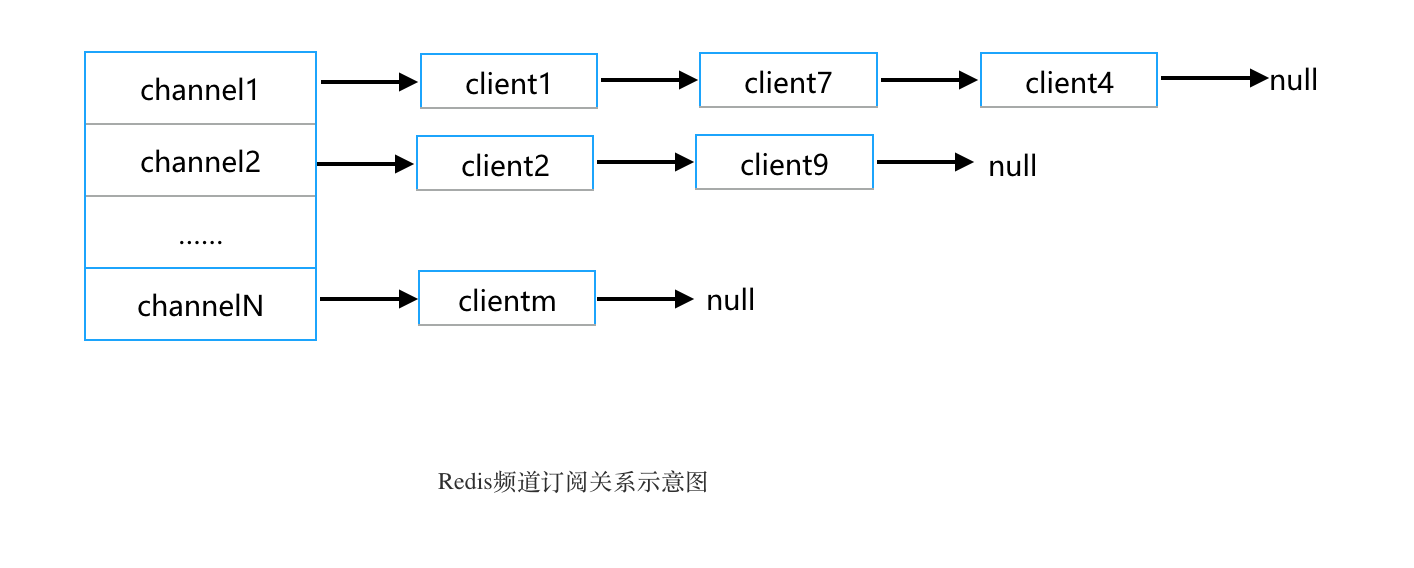 channel1 client1 client7 client4 null
channel2 client2 client9 null
......
channelN clientm null
Redis频道订阅关系示意图